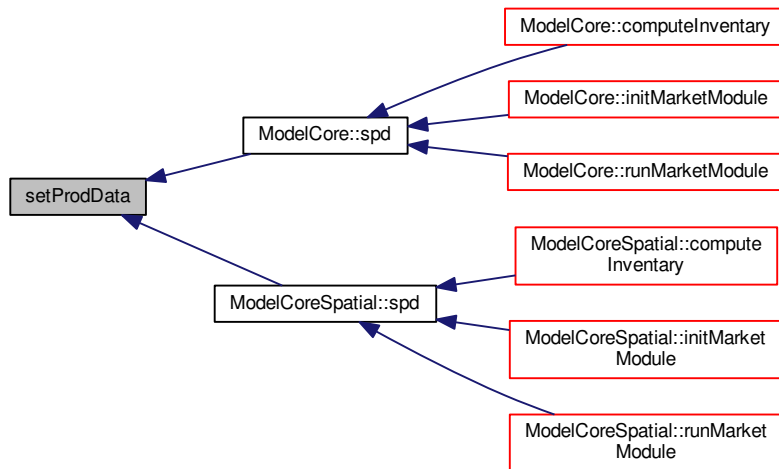 ModelCore::computeInventary
ModelCore::initMarketModule
ModelCore::spd
ModelCore::runMarketModule
setProdData
ModelCoreSpatial::compute
Inventary
ModelCoreSpatial::spd
ModelCoreSpatial::initMarket
Module
ModelCoreSpatial::runMarket
Module